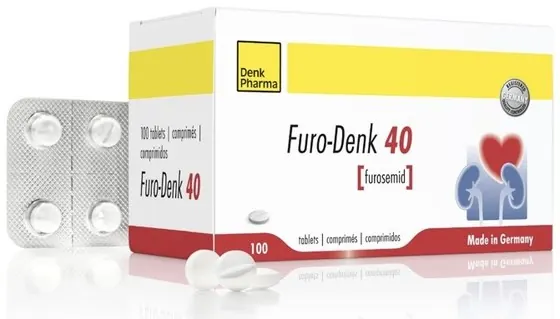 Denk
Pharma
100 tablets | comprimés |
comprimidos
Furo-Denk 40
Furo-Denk 40
[furosemid]
100
tablets | comprimés | comprimidos
Made in Germany